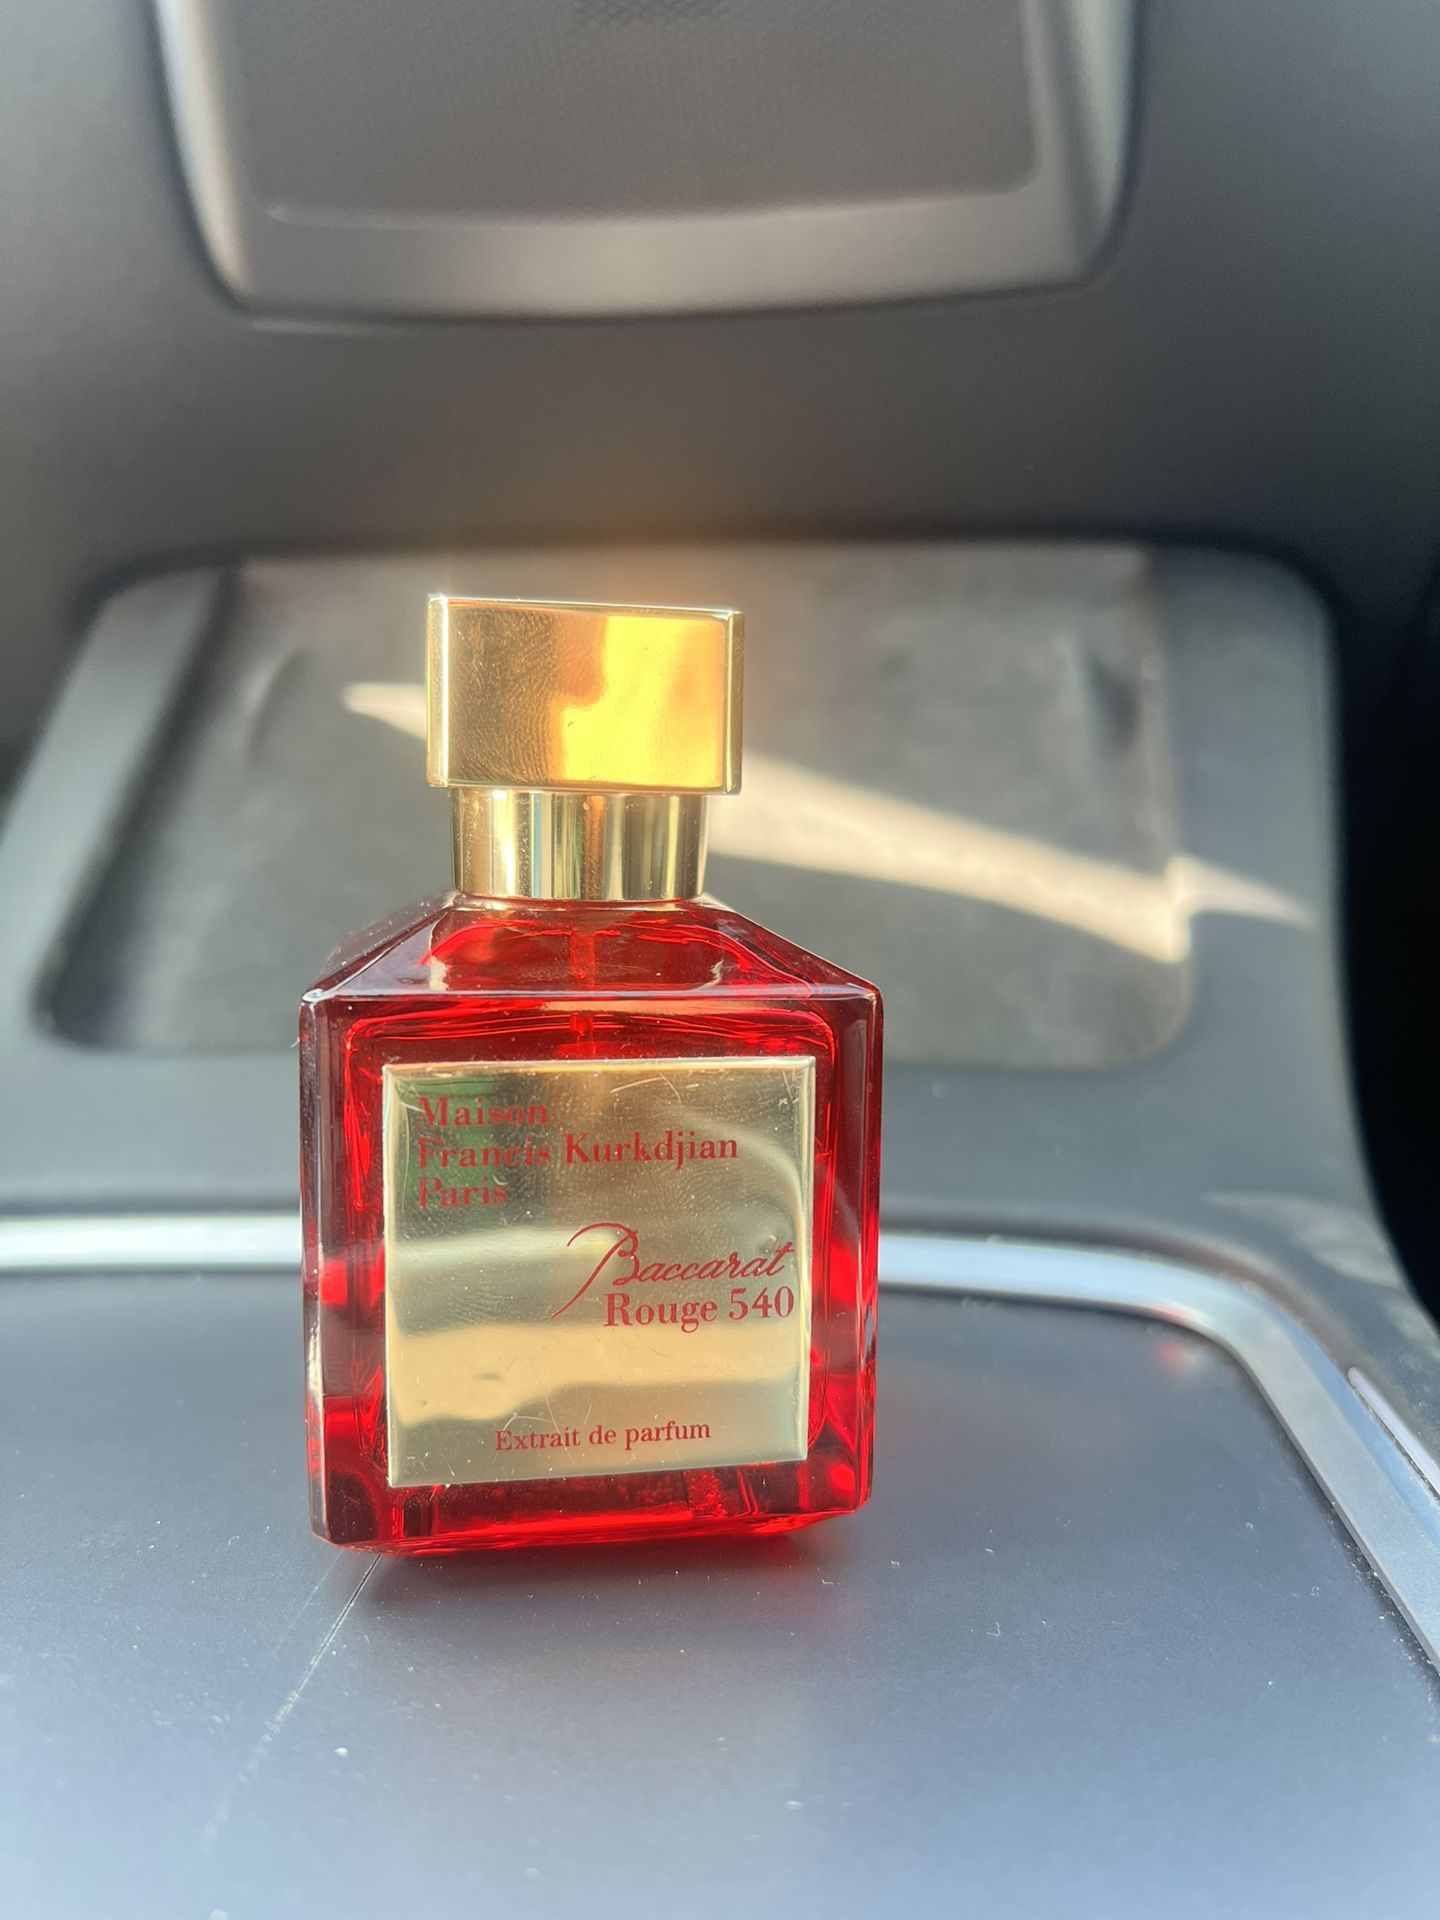 Maison
Francis Kurkdjian
Paris
Baccarat
Rouge 540
Extrait de parfum